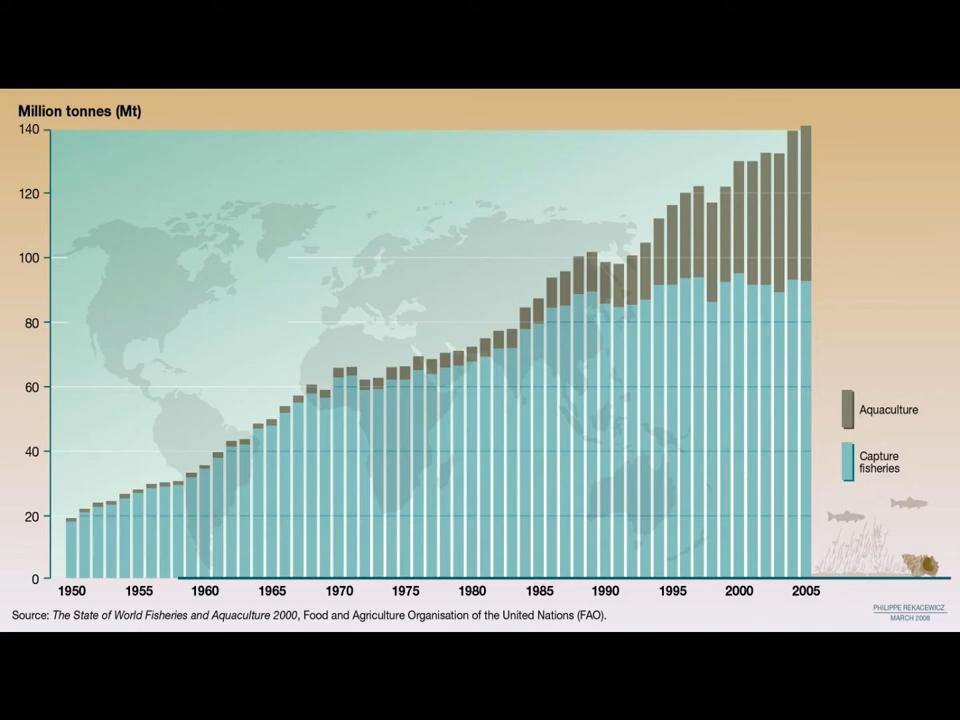 Million tonnes (Mt)
140
120
100
80
60
40
20
0
1950 1955 1960 1965 1970 1975 1980 1985 1990 1995 2000 2005
Aquaculture
Capture
fisheries
Source: The State of World Fisheries and Aquaculture 2000, Food and Agriculture Organisation of the United Nations (FAO).
PHILIPPE REKACEWICZ
MARCH 2008